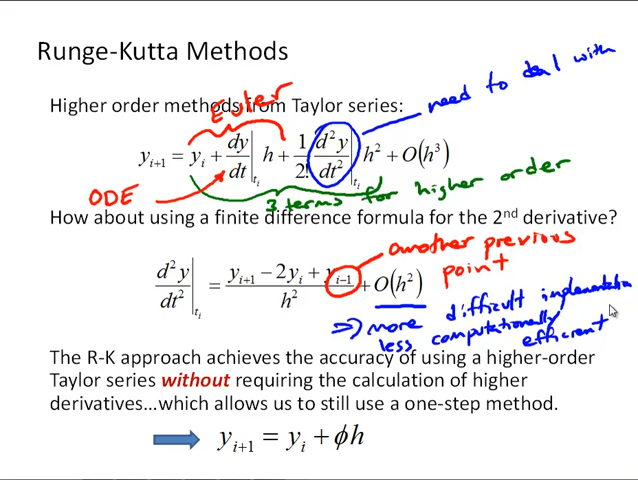 Runge-Kutta Methods
need to deal with
Euler
Higher order methods from Taylor series:
y_{i+1} = y_i + dy/dt|_{t_i} h + 1/2! d²y/dt²|_{t_i} h² + O(h³)
ODE
3 terms for higher order
How about using a finite difference formula for the 2nd derivative?
another previous
point
d²y/dt²|_{t_i} = (y_{i+1} − 2y_i + y_{i−1})/h² + O(h²)
⇒ more difficult implementation
less computationally efficient
The R-K approach achieves the accuracy of using a higher-order
Taylor series without requiring the calculation of higher
derivatives…which allows us to still use a one-step method.
y_{i+1} = y_i + ϕh